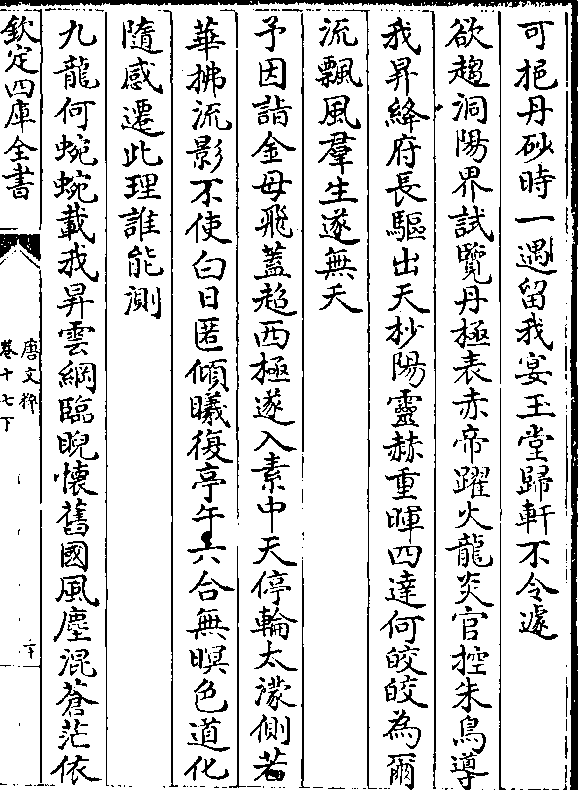 可挹丹砂時一遇留我宴玉堂歸軒不令遽
欲趨洞陽界試覽丹極表赤帝躍火龍炎官控朱鳥導
我昇絳府長驅出天杪陽靈赫重暉四達何皎皎為爾
流飄風羣生遂無夭
予因詣金母飛蓋超西極遂入素中天停輪太濛側若
華拂流影不使白日匿傾曦復亭午六合無暝色道化
隨感遷此理誰能測
九龍何蜿蜿載我昇雲綱臨睨懷舊國風塵混蒼茫依
欽定四庫全書
唐文粹
卷十七下